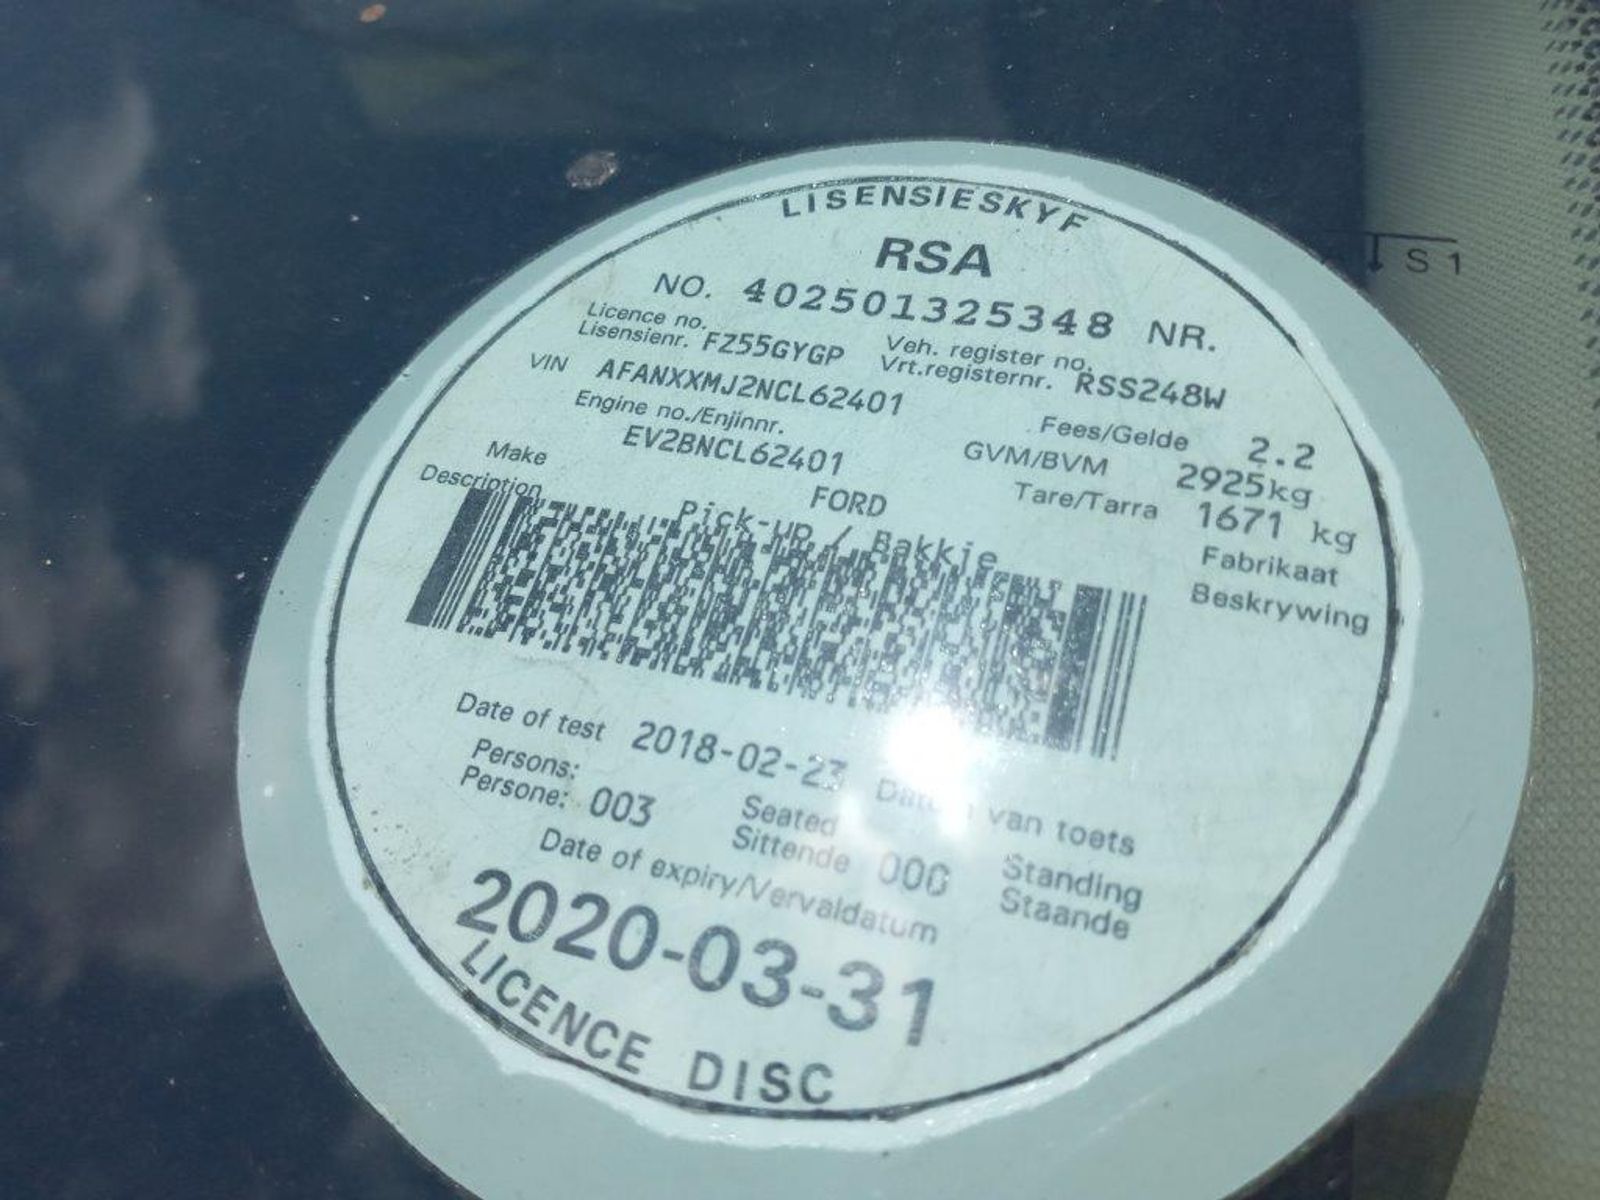 LISENSIESKYF
RSA
NO. 402501325348 NR.
Licence no. Veh. register no.
Lisensienr. FZ55GYGP Vrt.registernr. RSS248W
VIN AFANXXMJ2NCL62401
Engine no./Enjinnr. Fees/Gelde 2.2
EV2BNCL62401 GVM/BVM 2925kg
Make FORD Tare/Tarra 1671 kg
Fabrikaat
Description Pick-up / Bakkie Beskrywing
Date of test 2018-02-23 van toets
Persons: Seated Standing
Persone: 003 Sittende 000 Staande
Date of expiry/Vervaldatum
2020-03-31
LICENCE DISC
S 1